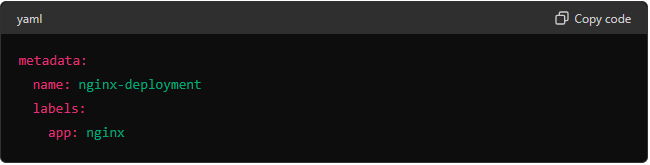 yaml
Copy code
metadata:
  name: nginx-deployment
  labels:
    app: nginx